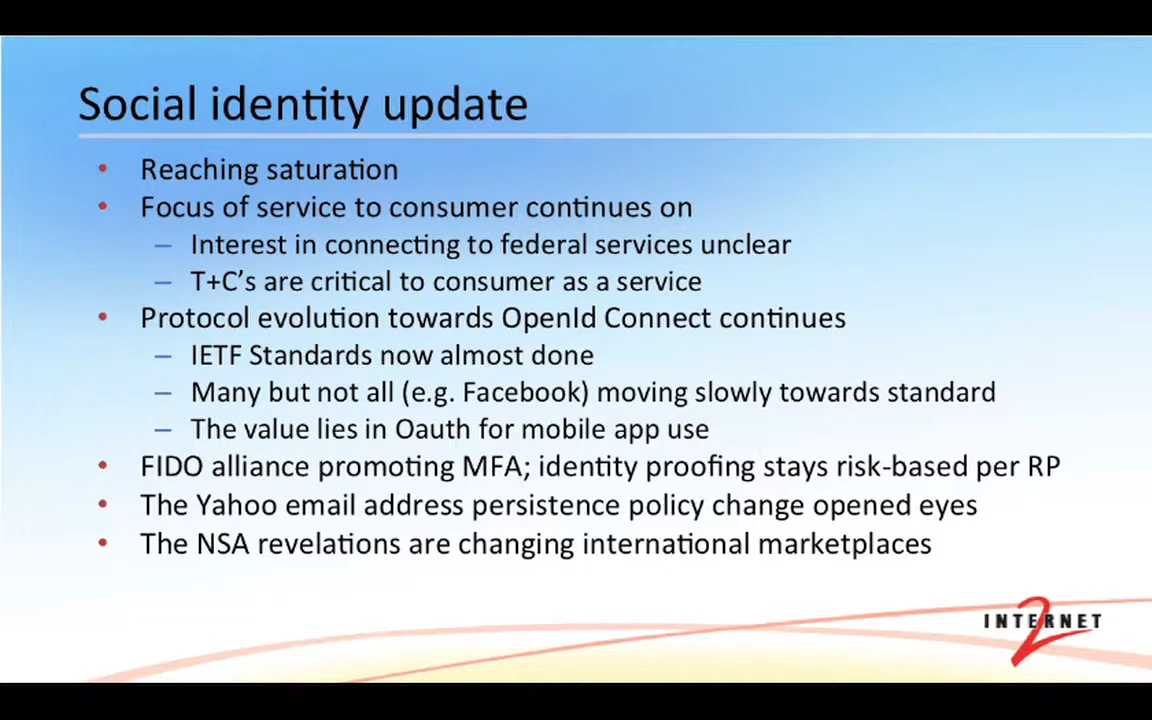 Social identity update
• Reaching saturation
• Focus of service to consumer continues on
– Interest in connecting to federal services unclear
– T+C’s are critical to consumer as a service
• Protocol evolution towards OpenId Connect continues
– IETF Standards now almost done
– Many but not all (e.g. Facebook) moving slowly towards standard
– The value lies in Oauth for mobile app use
• FIDO alliance promoting MFA; identity proofing stays risk-based per RP
• The Yahoo email address persistence policy change opened eyes
• The NSA revelations are changing international marketplaces
INTERNET
2